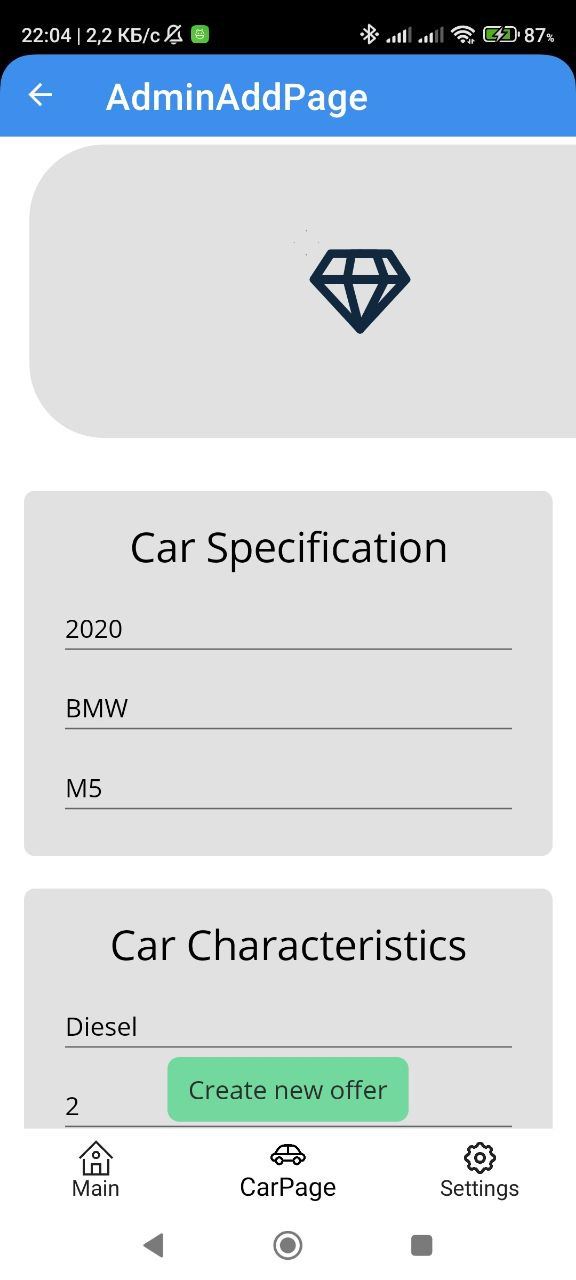 22:04 | 2,2 КБ/с
87%
AdminAddPage
Car Specification
2020
BMW
M5
Car Characteristics
Diesel
2
Create new offer
Main
CarPage
Settings